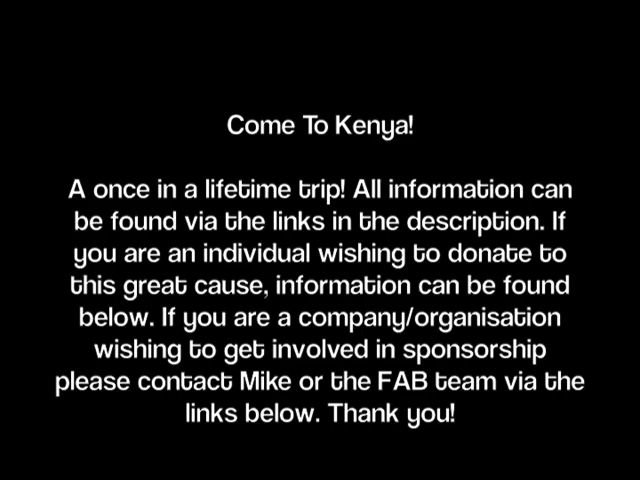 Come To Kenya!
A once in a lifetime trip! All information can
be found via the links in the description. If
you are an individual wishing to donate to
this great cause, information can be found
below. If you are a company/organisation
wishing to get involved in sponsorship
please contact Mike or the FAB team via the
links below. Thank you!